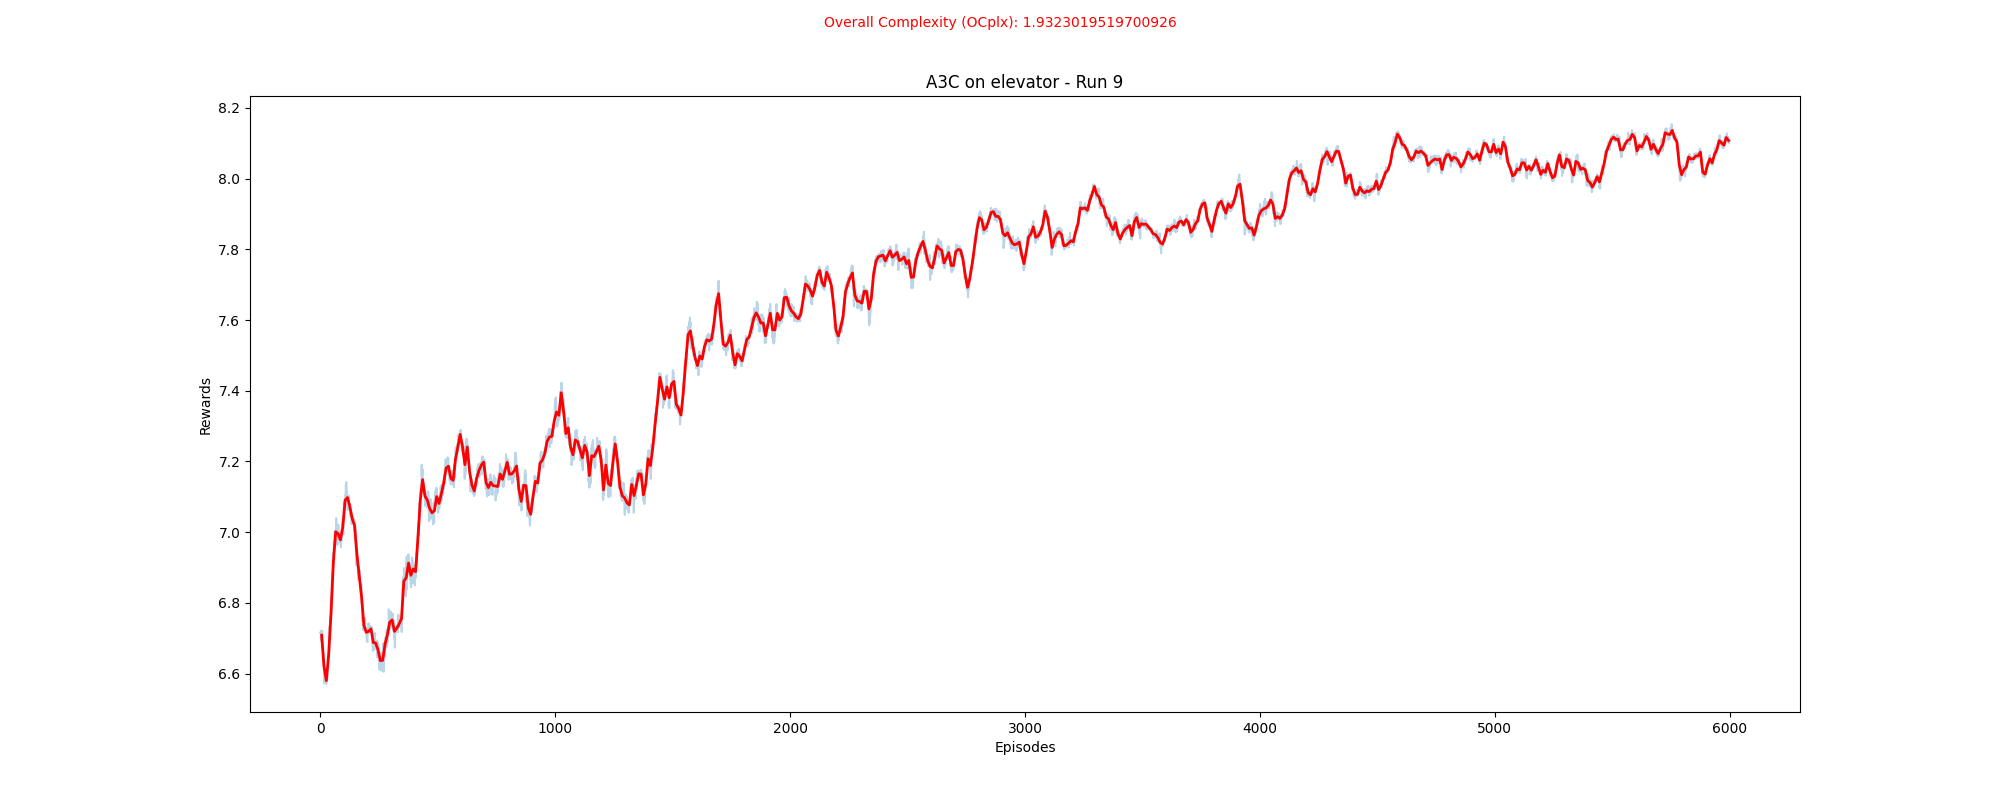 Overall Complexity (OCplx): 1.9323019519700926
A3C on elevator - Run 9
Rewards
8.2
8.0
7.8
7.6
7.4
7.2
7.0
6.8
6.6
0 1000 2000 3000 4000 5000 6000
Episodes